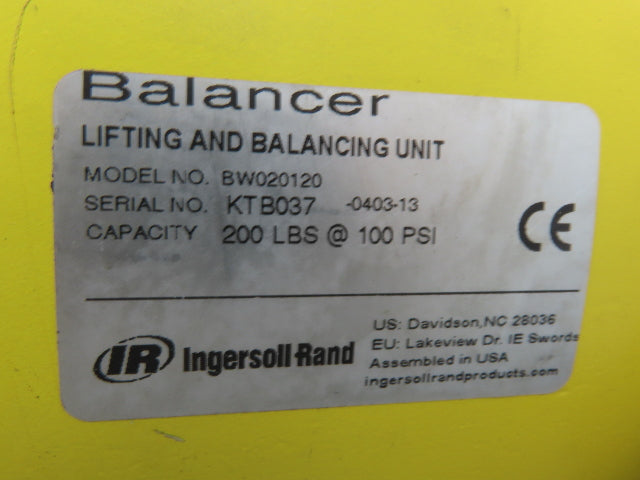 Balancer
LIFTING AND BALANCING UNIT
MODEL NO. BW020120
SERIAL NO. KTB037 -0403-13
CAPACITY 200 LBS @ 100 PSI
CE
IR Ingersoll Rand
US: Davidson,NC 28036
EU: Lakeview Dr. IE Swords
Assembled in USA
ingersollrandproducts.com